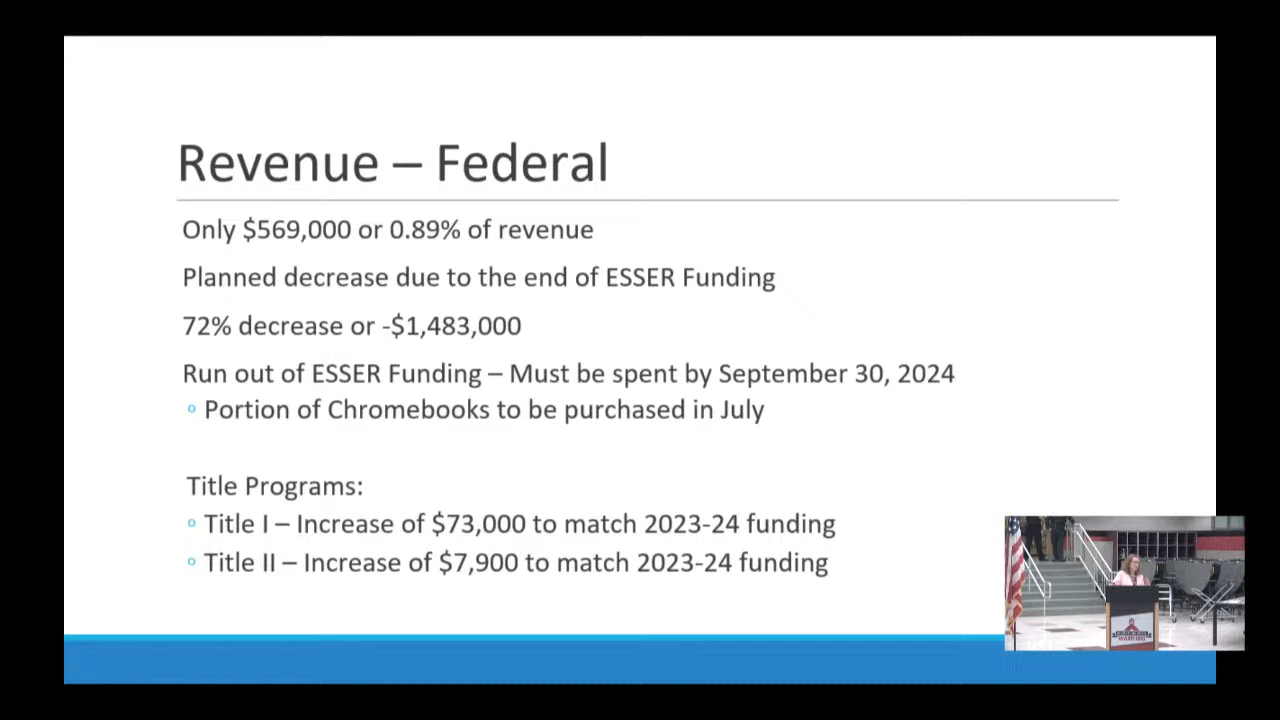 Revenue – Federal
Only $569,000 or 0.89% of revenue
Planned decrease due to the end of ESSER Funding
72% decrease or -$1,483,000
Run out of ESSER Funding – Must be spent by September 30, 2024
Portion of Chromebooks to be purchased in July
Title Programs:
Title I – Increase of $73,000 to match 2023-24 funding
Title II – Increase of $7,900 to match 2023-24 funding
WARRIORS